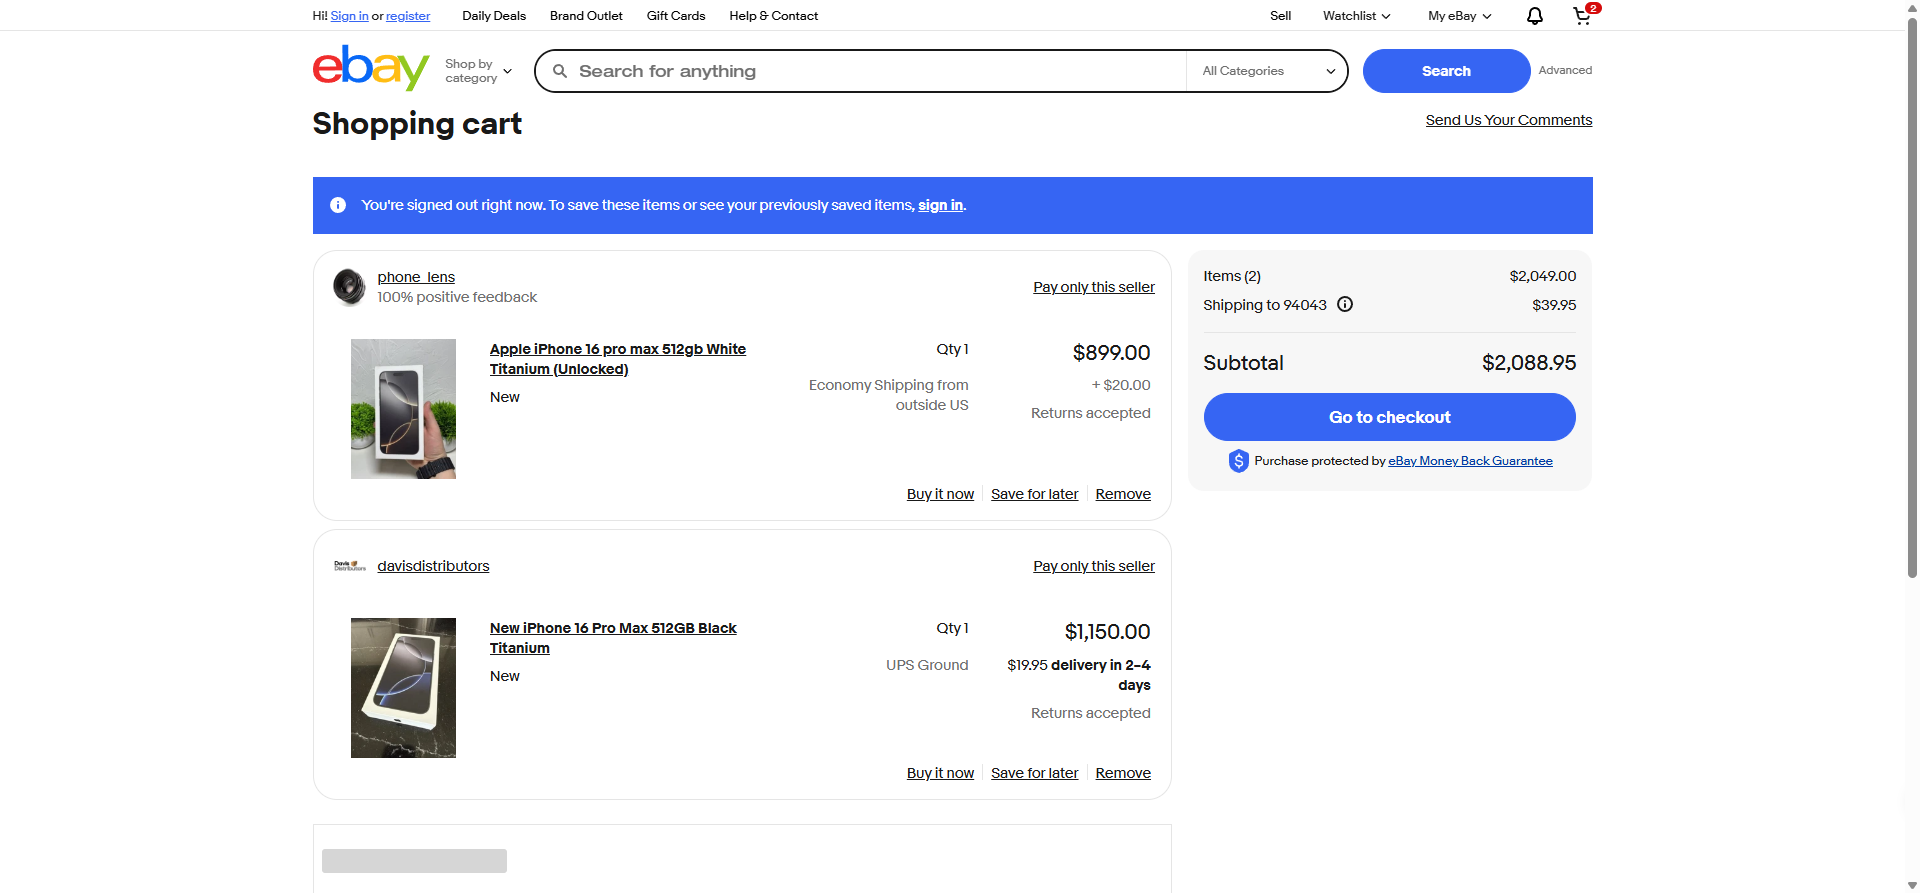 Hi! Sign in or register
Daily Deals
Brand Outlet
Gift Cards
Help & Contact
Sell
Watchlist
My eBay
2
ebay
Shop by
category
Search for anything
All Categories
Search
Advanced
Shopping cart
Send Us Your Comments
You're signed out right now. To save these items or see your previously saved items, sign in.
phone_lens
100% positive feedback
Pay only this seller
Apple iPhone 16 pro max 512gb White
Titanium (Unlocked)
New
Qty 1
Economy Shipping from
outside US
$899.00
+ $20.00
Returns accepted
Buy it now
Save for later
Remove
Davis
Distributors
davisdistributors
Pay only this seller
New iPhone 16 Pro Max 512GB Black
Titanium
New
Qty 1
UPS Ground
$1,150.00
$19.95 delivery in 2–4
days
Returns accepted
Buy it now
Save for later
Remove
Items (2)
$2,049.00
Shipping to 94043
$39.95
Subtotal
$2,088.95
Go to checkout
Purchase protected by eBay Money Back Guarantee